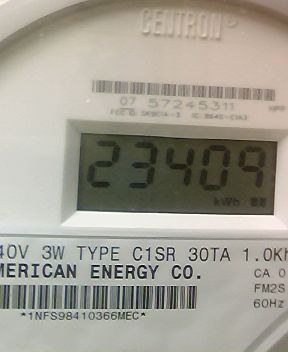 CENTRON®
07 57245311
23409
kWh
40V 3W TYPE C1SR 30TA 1.0Kh
MERICAN ENERGY CO.
CA 0
FM2S
60Hz
*1NFS98410366MEC*